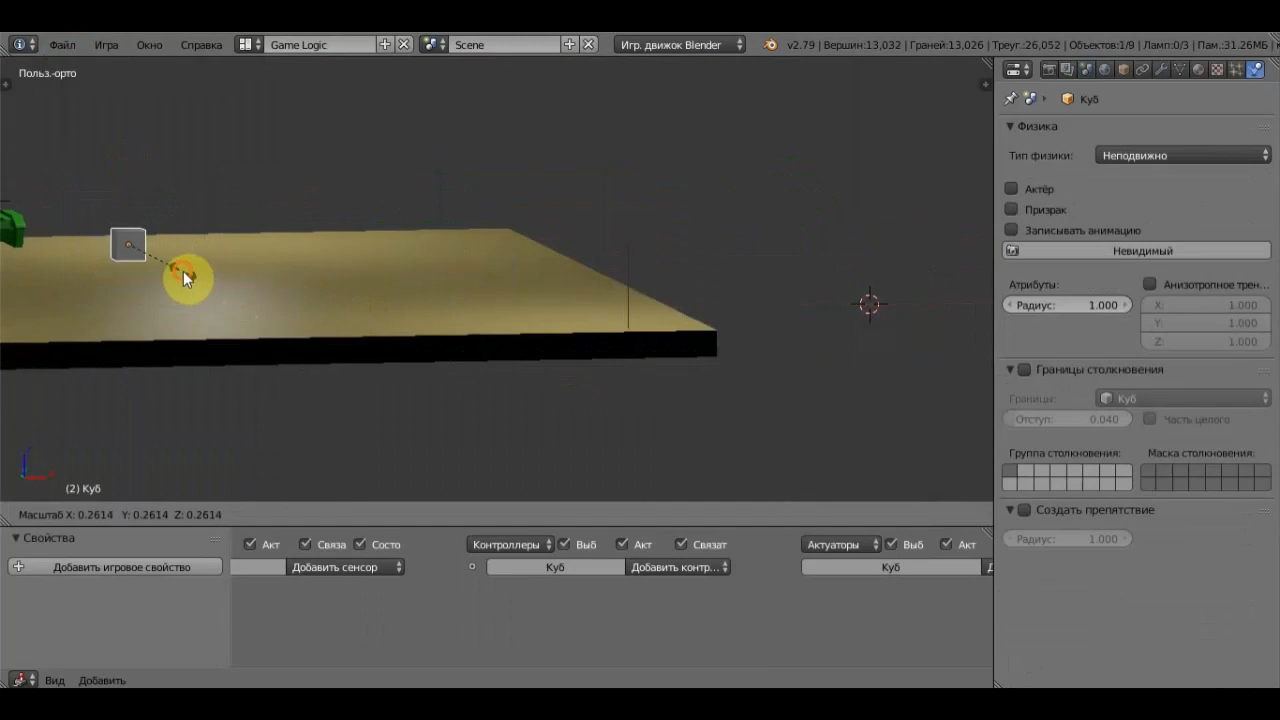 Файл Игра Окно Справка Game Logic Scene Игр. движок Blender v2.79 | Вершин:13,032 | Граней:13,026 | Треуг.:26,052 | Объектов:1/9 | Ламп:0/3 | Пам.:31.26МБ
Польз.-орто
Куб
Физика
Тип физики: Неподвижно
Актёр
Призрак
Записывать анимацию
Невидимый
Атрибуты: Анизотропное трен...
Радиус: 1.000 X: 1.000
Y: 1.000
Z: 1.000
Границы столкновения
Границы: Куб
Отступ: 0.040 Часть целого
Группа столкновения: Маска столкновения:
(2) Куб
Масштаб X: 0.2614 Y: 0.2614 Z: 0.2614
Создать препятствие
Радиус: 1.000
Свойства Акт Связа Состо Контроллеры Выб Акт Связат Актуаторы Выб Акт
Добавить игровое свойство Добавить сенсор Куб Добавить контр... Куб
Вид Добавить